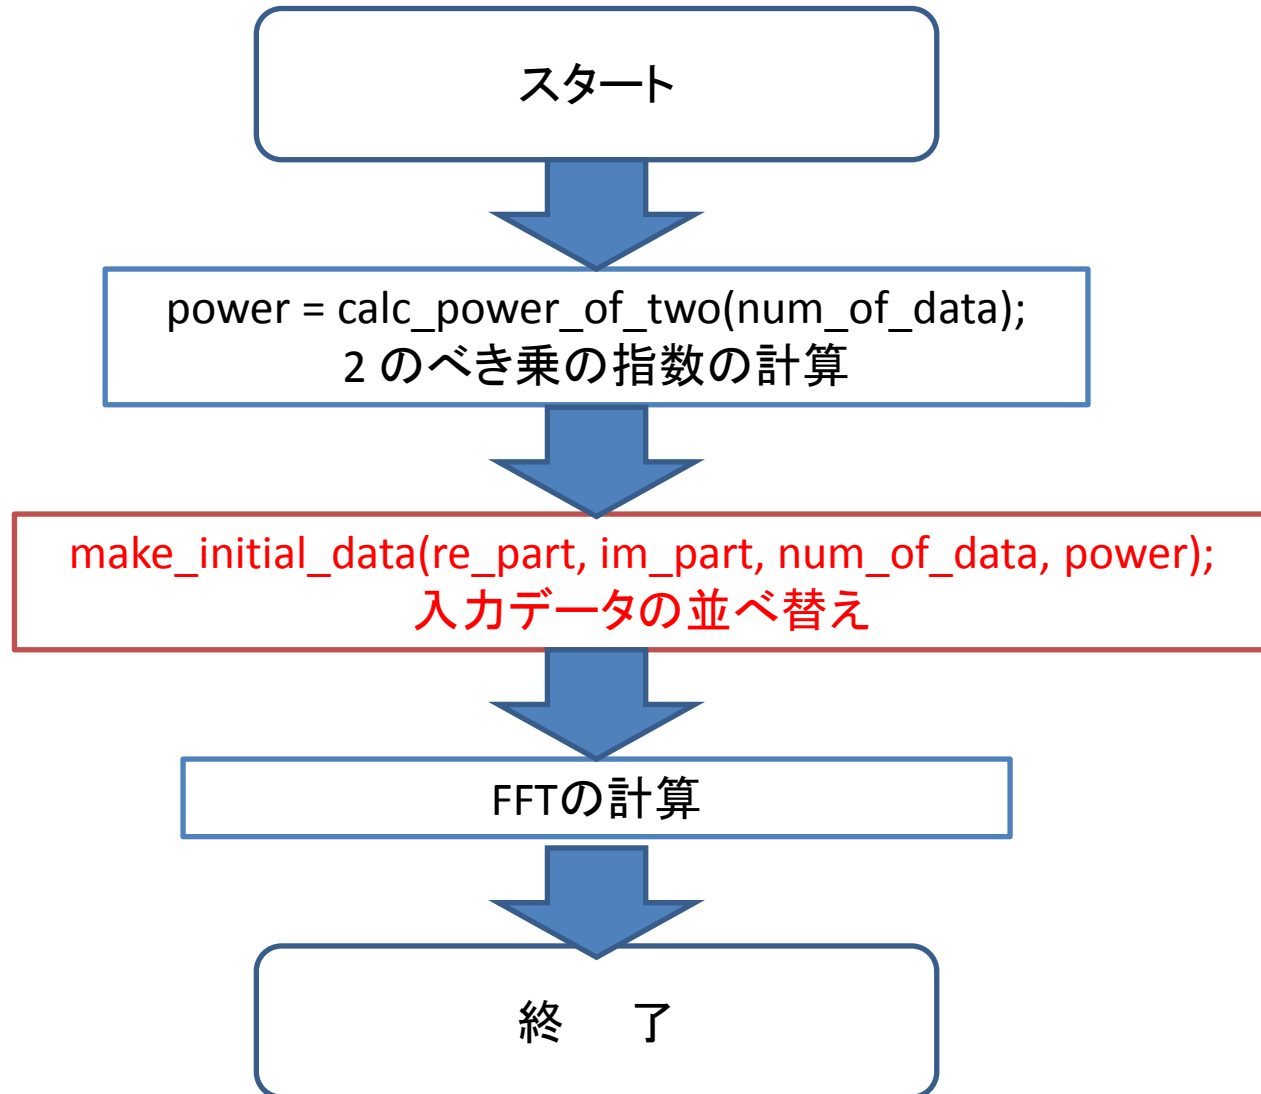 スタート
power = calc_power_of_two(num_of_data);
2 のべき乗の指数の計算
make_initial_data(re_part, im_part, num_of_data, power);
入力データの並べ替え
FFTの計算
終　了